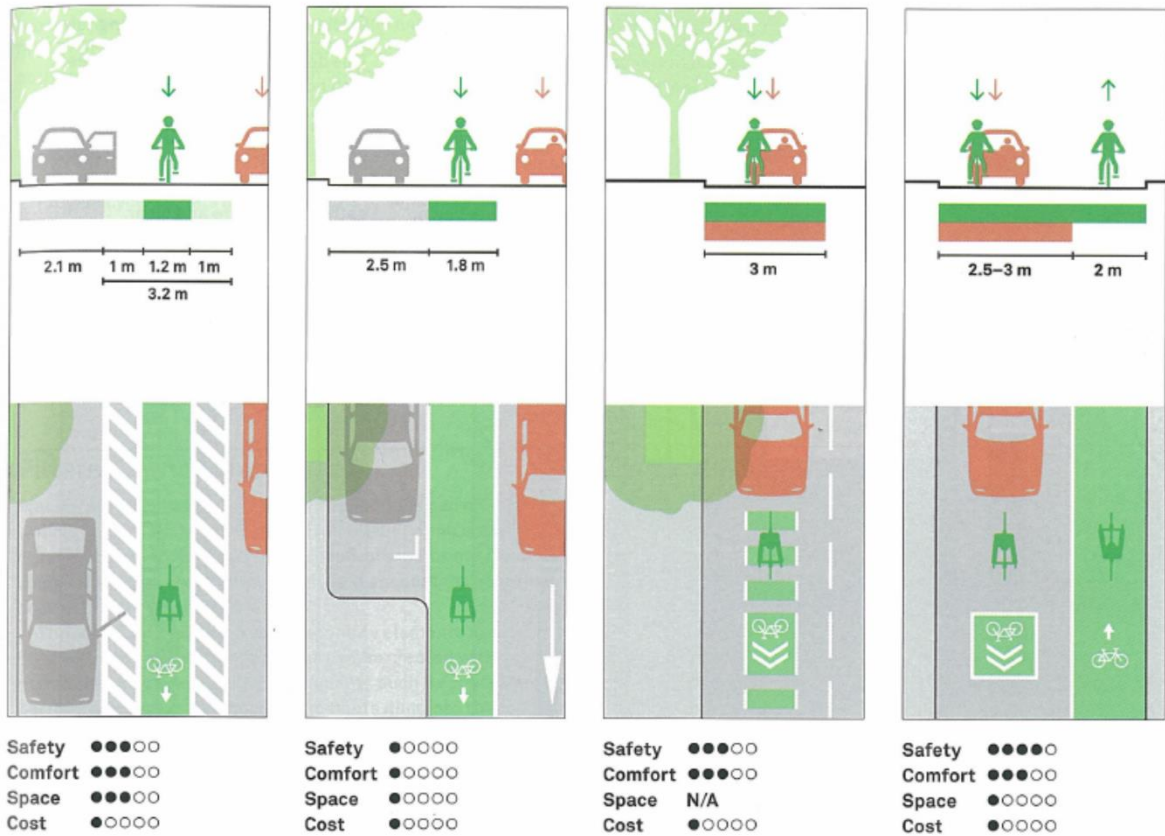 2.1 m 1 m 1.2 m 1 m
3.2 m
2.5 m 1.8 m
3 m
2.5–3 m 2 m
Safety
Comfort
Space
Cost
Safety
Comfort
Space
Cost
Safety
Comfort
Space N/A
Cost
Safety
Comfort
Space
Cost